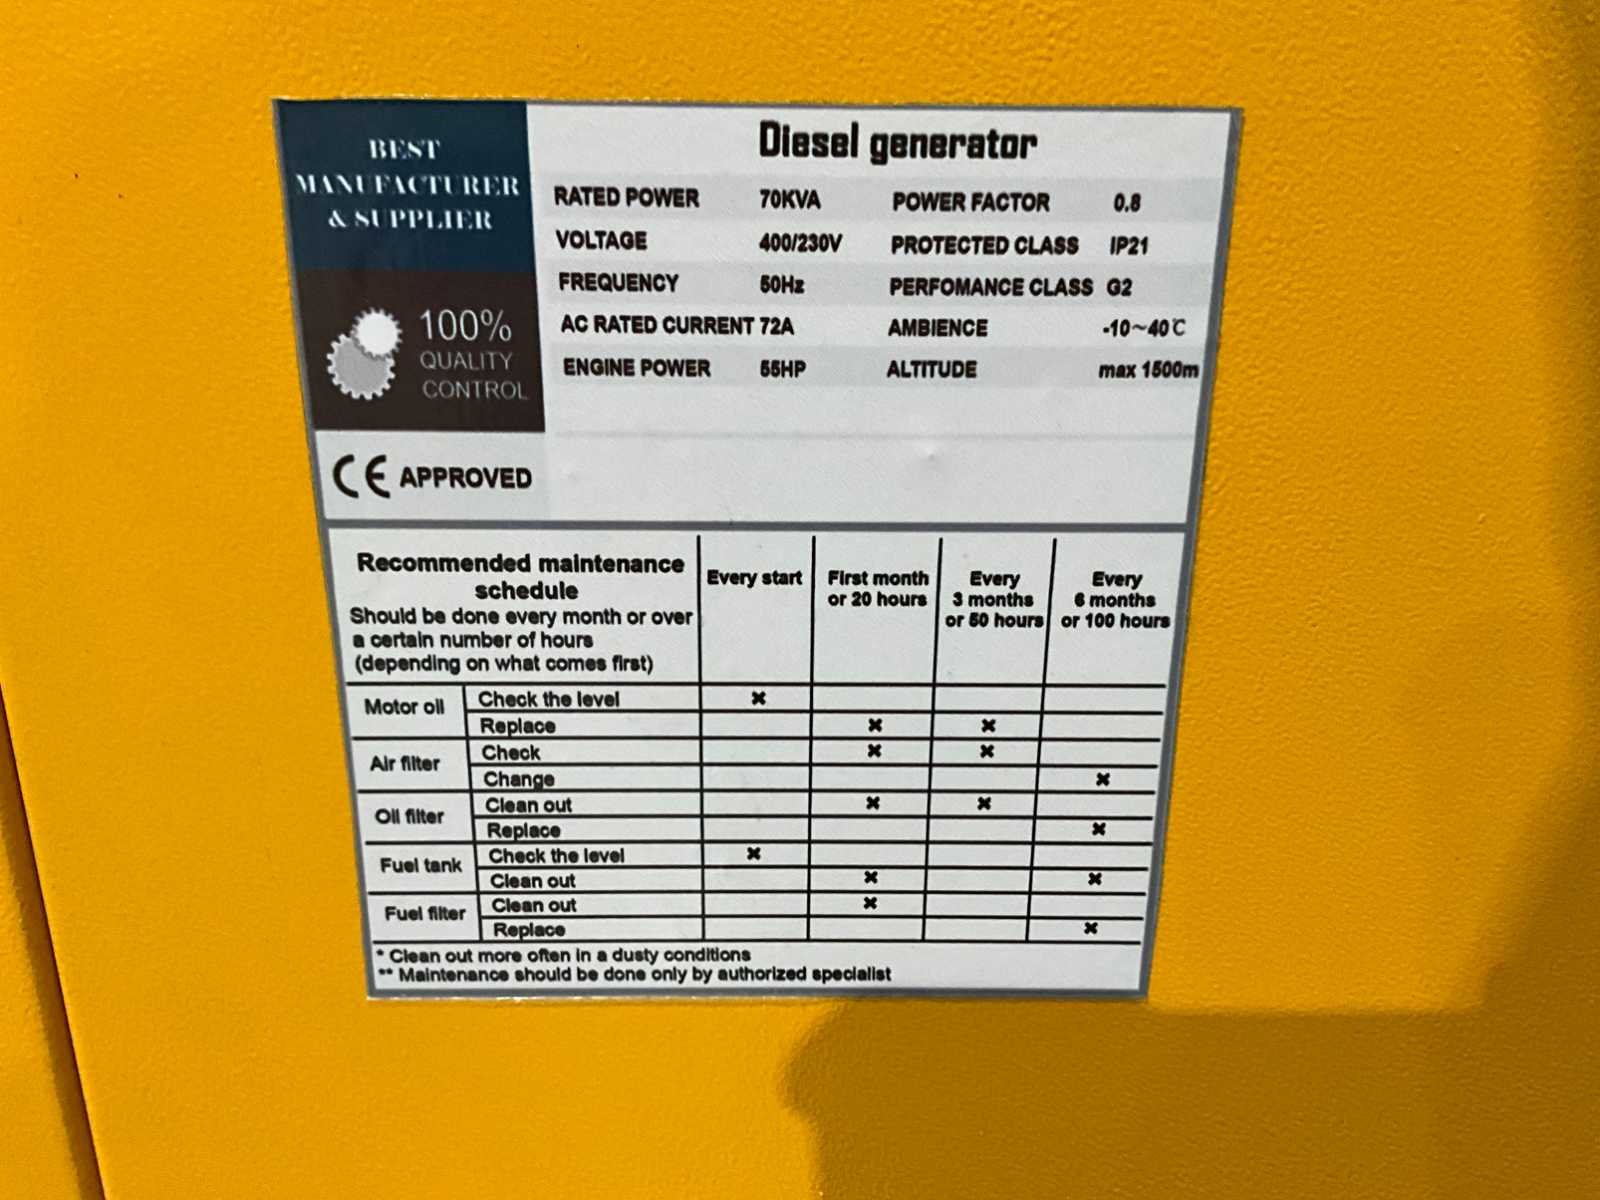 BEST
MANUFACTURER
& SUPPLIER
100%
QUALITY
CONTROL
CE APPROVED
Diesel generator
RATED POWER 70KVA POWER FACTOR 0.8
VOLTAGE 400/230V PROTECTED CLASS IP21
FREQUENCY 50Hz PERFOMANCE CLASS G2
AC RATED CURRENT 72A AMBIENCE -10~40℃
ENGINE POWER 55HP ALTITUDE max 1500m
Recommended maintenance
schedule
Should be done every month or over
a certain number of hours
(depending on what comes first)
Every start
First month
or 20 hours
Every
3 months
or 50 hours
Every
6 months
or 100 hours
Motor oil
Check the level ×
Replace × ×
Air filter
Check × ×
Change ×
Oil filter
Clean out × ×
Replace ×
Fuel tank
Check the level ×
Clean out × ×
Fuel filter
Clean out ×
Replace ×
* Clean out more often in a dusty conditions
** Maintenance should be done only by authorized specialist